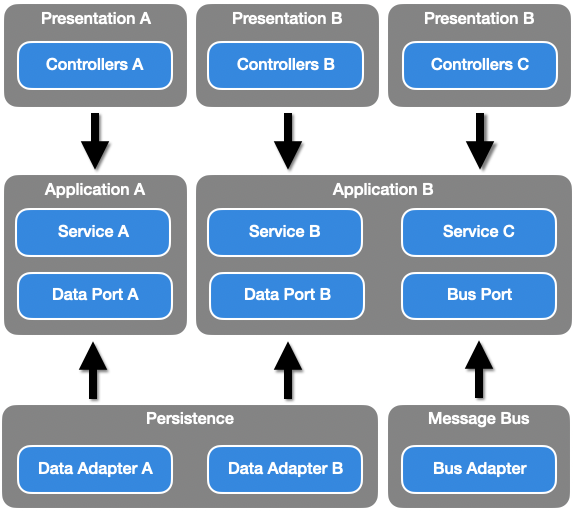 Presentation A
Presentation B
Presentation B
Controllers A
Controllers B
Controllers C
Application A
Application B
Service A
Service B
Service C
Data Port A
Data Port B
Bus Port
Persistence
Message Bus
Data Adapter A
Data Adapter B
Bus Adapter